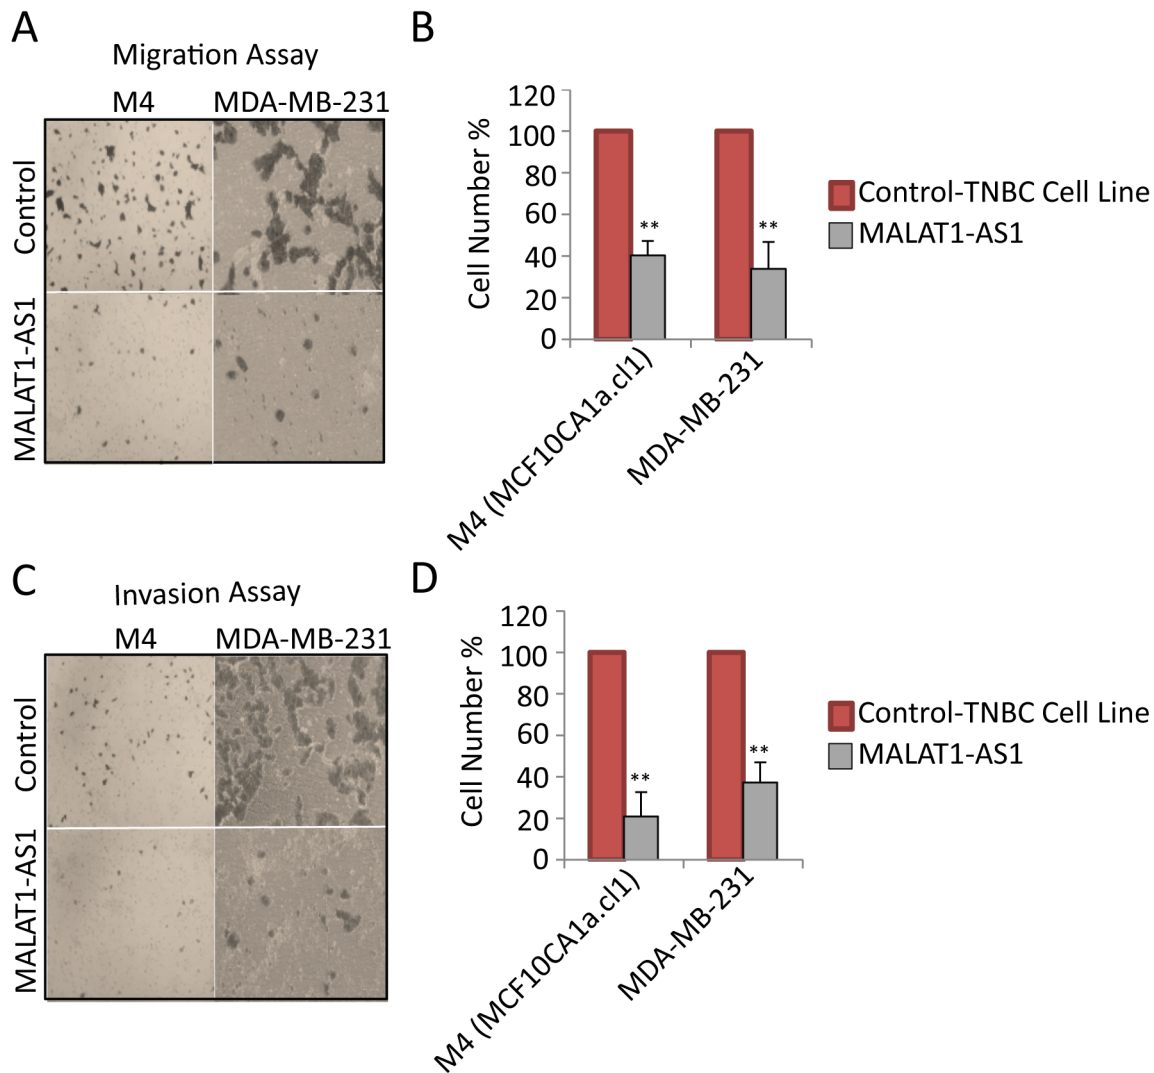 A
Migration Assay
M4 MDA-MB-231
Control
MALAT1-AS1
B
120
100
80
60
40
20
0
Cell Number %
**
**
M4 (MCF10CA1a.cl1)
MDA-MB-231
Control-TNBC Cell Line
MALAT1-AS1
C
Invasion Assay
M4 MDA-MB-231
Control
MALAT1-AS1
D
120
100
80
60
40
20
0
Cell Number %
**
**
M4 (MCF10CA1a.cl1)
MDA-MB-231
Control-TNBC Cell Line
MALAT1-AS1